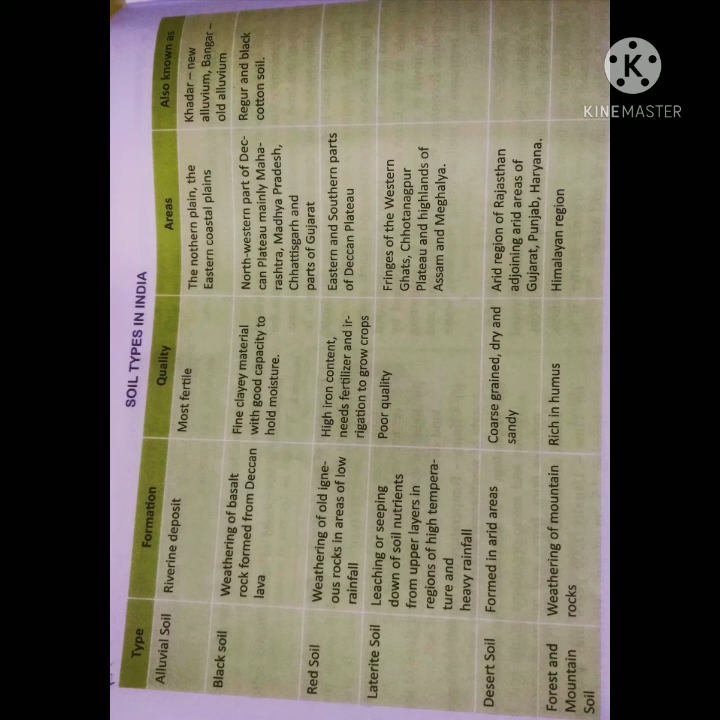 SOIL TYPES IN INDIA
Type
Formation
Quality
Areas
Also known as
Alluvial Soil
Riverine deposit
Most fertile
The nothern plain, the
Eastern coastal plains
Khadar – new
alluvium, Bangar –
old alluvium
Black soil
Weathering of basalt
rock formed from Deccan
lava
Fine clayey material
with good capacity to
hold moisture.
North-western part of Dec-
can Plateau mainly Maha-
rashtra, Madhya Pradesh,
Chhattisgarh and
parts of Gujarat
Regur and black
cotton soil.
Red Soil
Weathering of old igne-
ous rocks in areas of low
rainfall
High iron content,
needs fertilizer and ir-
rigation to grow crops
Eastern and Southern parts
of Deccan Plateau
Laterite Soil
Leaching or seeping
down of soil nutrients
from upper layers in
regions of high tempera-
ture and
heavy rainfall
Poor quality
Fringes of the Western
Ghats, Chhotanagpur
Plateau and highlands of
Assam and Meghalya.
Desert Soil
Formed in arid areas
Coarse grained, dry and
sandy
Arid region of Rajasthan
adjoining arid areas of
Gujarat, Punjab, Haryana.
Forest and
Mountain
Soil
Weathering of mountain
rocks
Rich in humus
Himalayan region
K
KINEMASTER